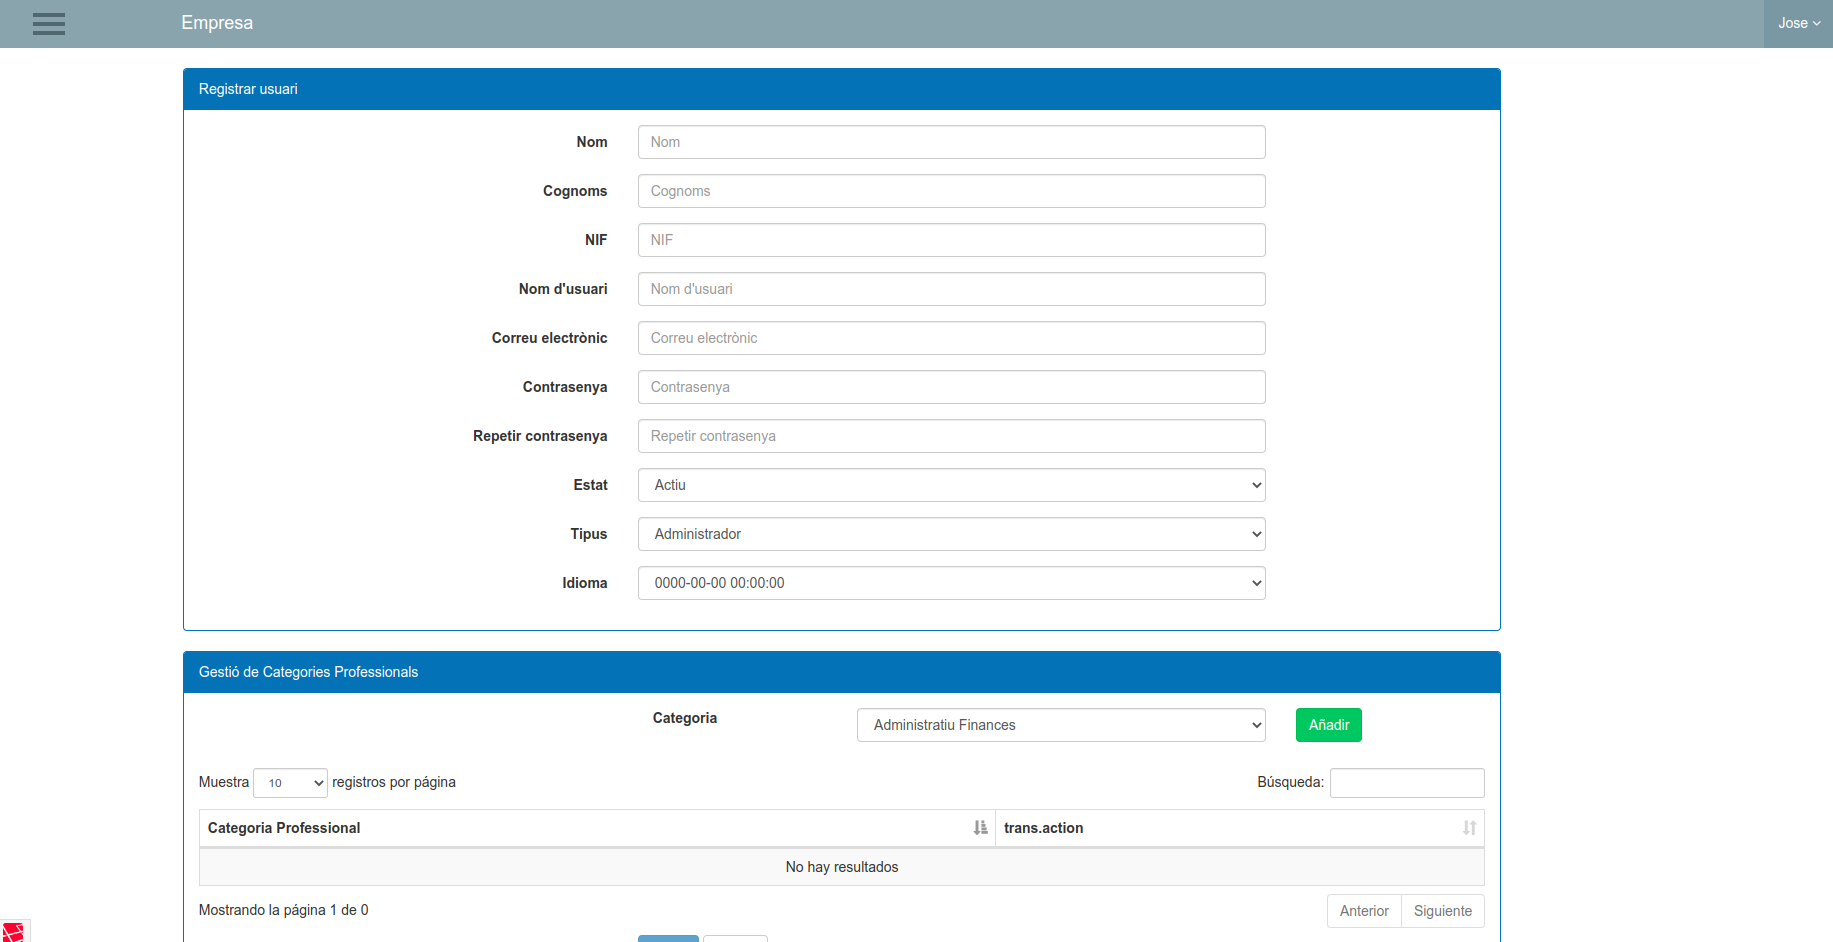 Empresa
Jose
Registrar usuari
Nom Nom
Cognoms Cognoms
NIF NIF
Nom d'usuari Nom d'usuari
Correu electrònic Correu electrònic
Contrasenya Contrasenya
Repetir contrasenya Repetir contrasenya
Estat Actiu
Tipus Administrador
Idioma 0000-00-00 00:00:00
Gestió de Categories Professionals
Categoria Administratiu Finances Añadir
Muestra 10 registros por página Búsqueda:
Categoria Professional trans.action
No hay resultados
Mostrando la página 1 de 0 Anterior Siguiente